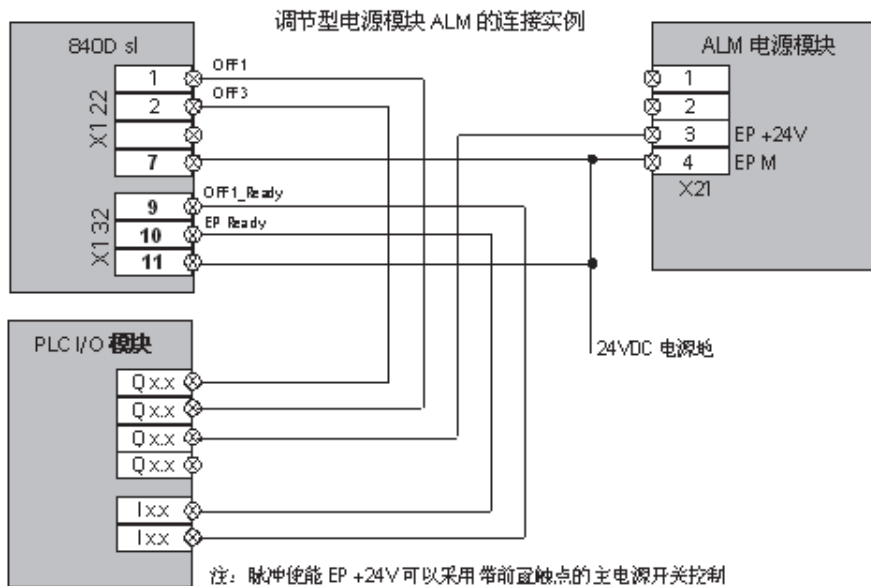 调节型电源模块 ALM 的连接实例
840D sl
X122
1
2
7
OFF1
OFF3
X132
9
10
11
OFF1_Ready
EP Ready
ALM 电源模块
1
2
3
4
EP +24V
EP M
X21
24VDC 电源地
PLC I/O 模块
Qx.x
Qx.x
Qx.x
Qx.x
Ix.x
Ix.x
注：脉冲使能 EP +24V 可以采用带前置触点的主电源开关控制